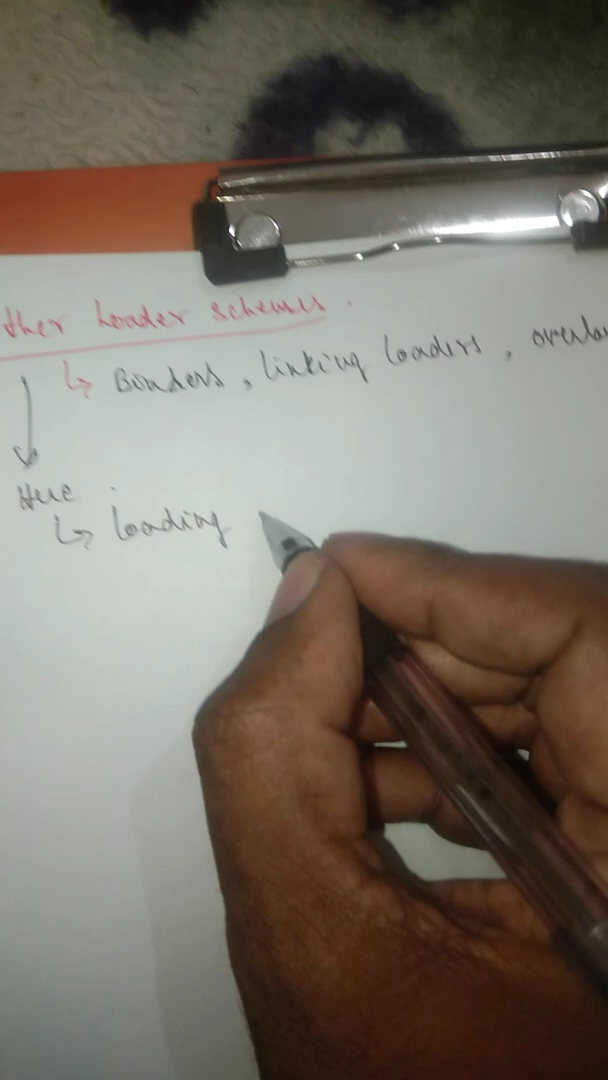 ther Loader schemes.
↳ Binders, linking loaders, overla
Here
↳ loading